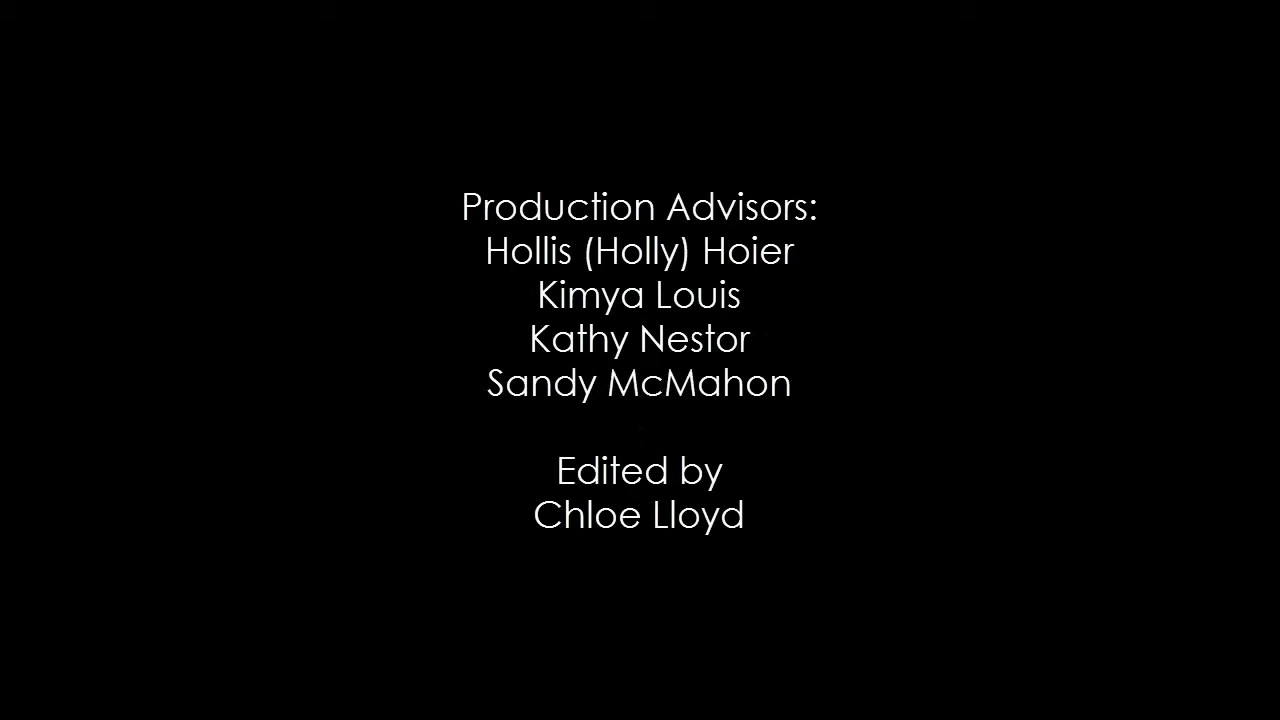 Production Advisors:
Hollis (Holly) Hoier
Kimya Louis
Kathy Nestor
Sandy McMahon
Edited by
Chloe Lloyd